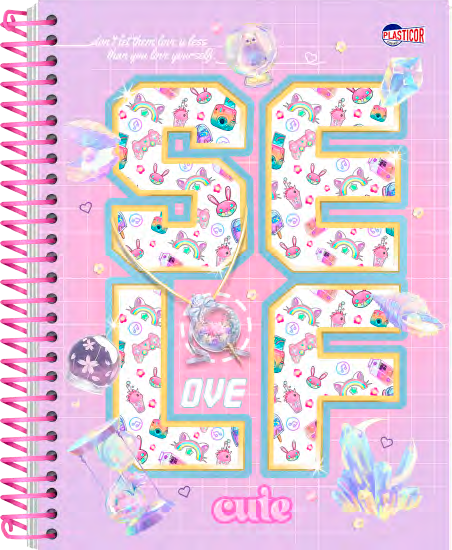 don't let them love u less
than you love yourself.
PLASTICOR
SE
LF
OVE
cute